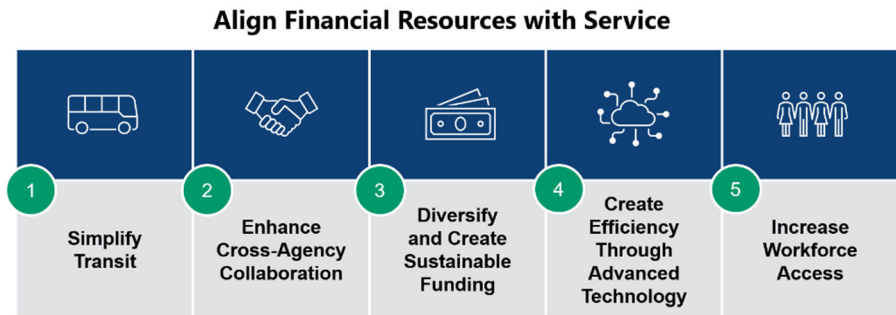 Align Financial Resources with Service
1
Simplify
Transit
2
Enhance
Cross-Agency
Collaboration
3
Diversify
and Create
Sustainable
Funding
4
Create
Efficiency
Through
Advanced
Technology
5
Increase
Workforce
Access